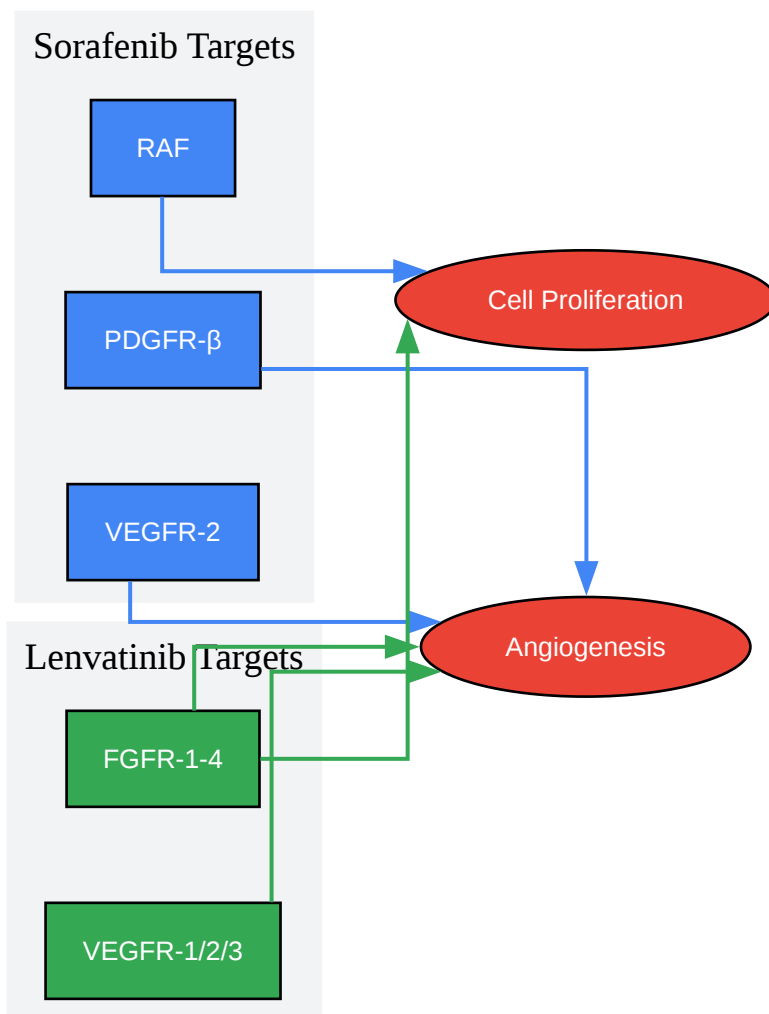 Sorafenib Targets
RAF
Cell Proliferation
PDGFR-β
VEGFR-2
Angiogenesis
Lenvatinib Targets
FGFR-1-4
VEGFR-1/2/3